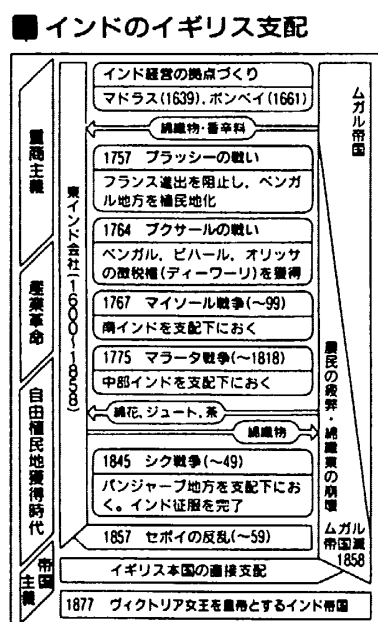 ■インドのイギリス支配
重商主義
産業革命
自由植民地獲得時代
帝国
主義
東インド会社(1600～1858)
インド経営の拠点づくり
マドラス(1639),ボンベイ(1661)
綿織物・香辛料
1757 プラッシーの戦い
フランス進出を阻止し,ベンガ
ル地方を植民地化
1764 ブクサールの戦い
ベンガル,ビハール,オリッサ
の徴税権(ディーワーリ)を獲得
1767 マイソール戦争(～99)
南インドを支配下におく
1775 マラータ戦争(～1818)
中部インドを支配下におく
綿花,ジュート,茶
綿織物
1845 シク戦争(～49)
パンジャーブ地方を支配下にお
く。インド征服を完了
1857 セポイの反乱(～59)
イギリス本国の直接支配
1877 ヴィクトリア女王を皇帝とするインド帝国
ムガル帝国
農民の疲弊・綿織業の崩壊
ムガル
帝国滅
1858